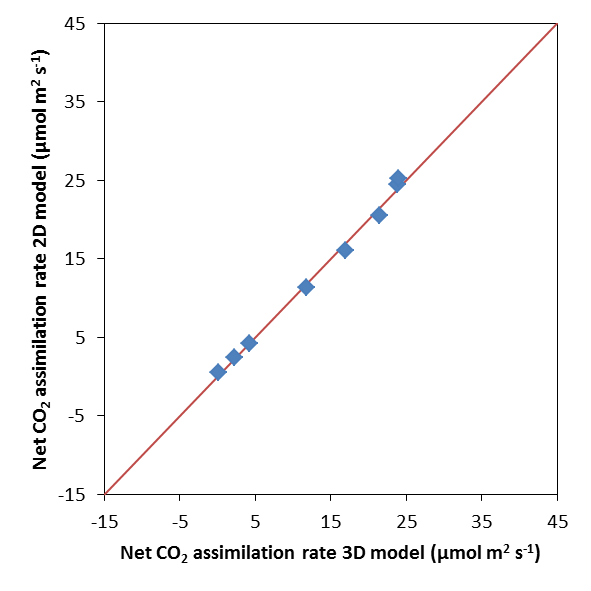 45
35
25
15
5
-5
-15
-15 -5 5 15 25 35 45
Net CO₂ assimilation rate 2D model (µmol m² s⁻¹)
Net CO₂ assimilation rate 3D model (µmol m² s⁻¹)